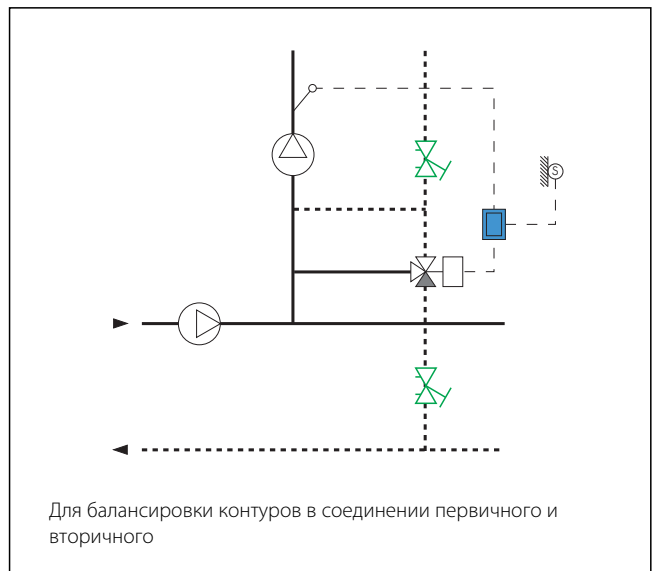 S
Для балансировки контуров в соединении первичного и
вторичного